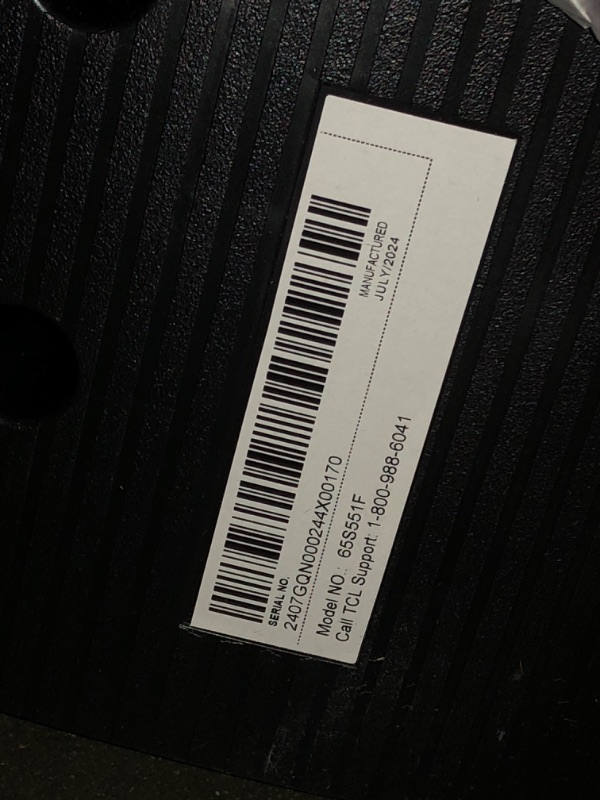 MANUFACTURED
JULY/2024
SERIAL NO.
2407GQN000244X00170
Model NO.: 65S551F
Call TCL Support: 1-800-988-6041